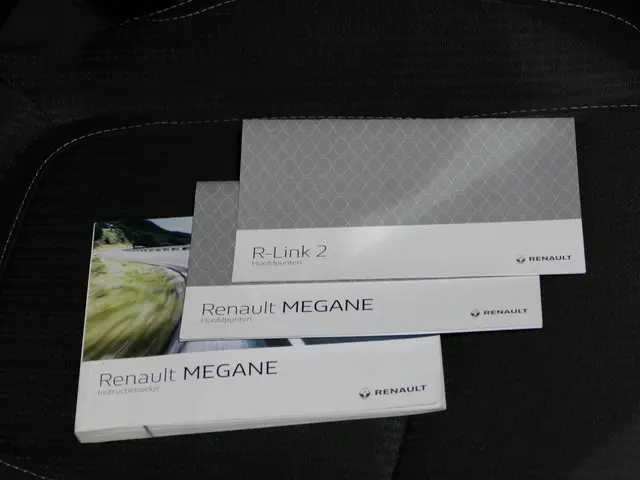 R-Link 2
Hoofdpunten
RENAULT
Renault MEGANE
Hoofdpunten
RENAULT
Renault MEGANE
Instructieboekje
RENAULT